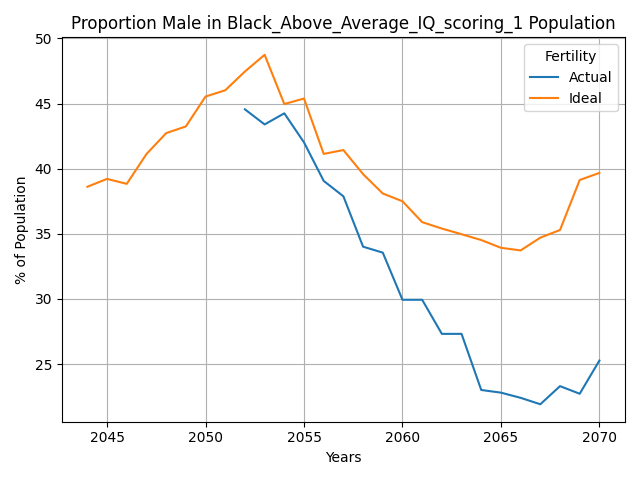 Proportion Male in Black_Above_Average_IQ_scoring_1 Population
% of Population
50
45
40
35
30
25
Fertility
Actual
Ideal
2045 2050 2055 2060 2065 2070
Years